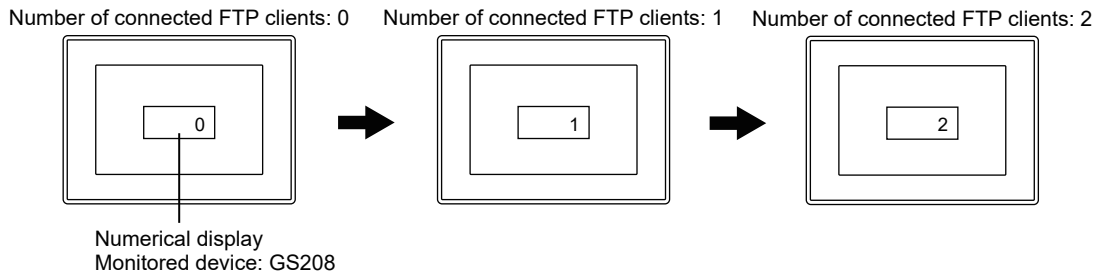 Number of connected FTP clients: 0
Number of connected FTP clients: 1
Number of connected FTP clients: 2
0
1
2
Numerical display
Monitored device: GS208